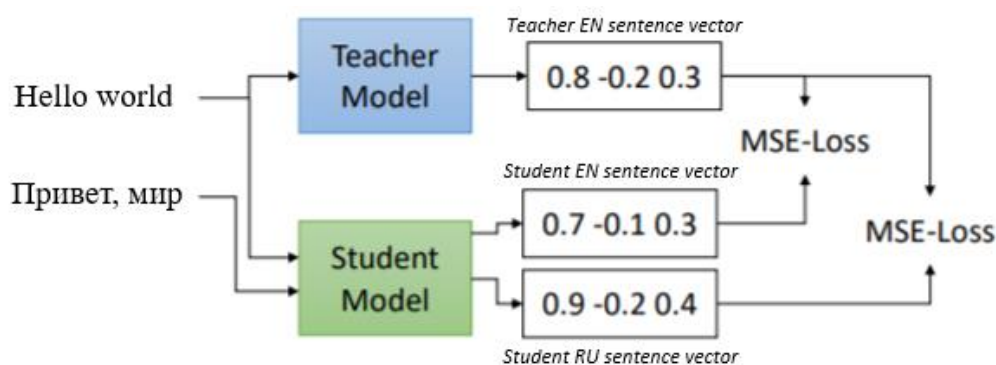 Teacher EN sentence vector
Teacher
Model
0.8 -0.2 0.3
Hello world
MSE-Loss
Student EN sentence vector
Привет, мир
0.7 -0.1 0.3
MSE-Loss
Student
Model
0.9 -0.2 0.4
Student RU sentence vector